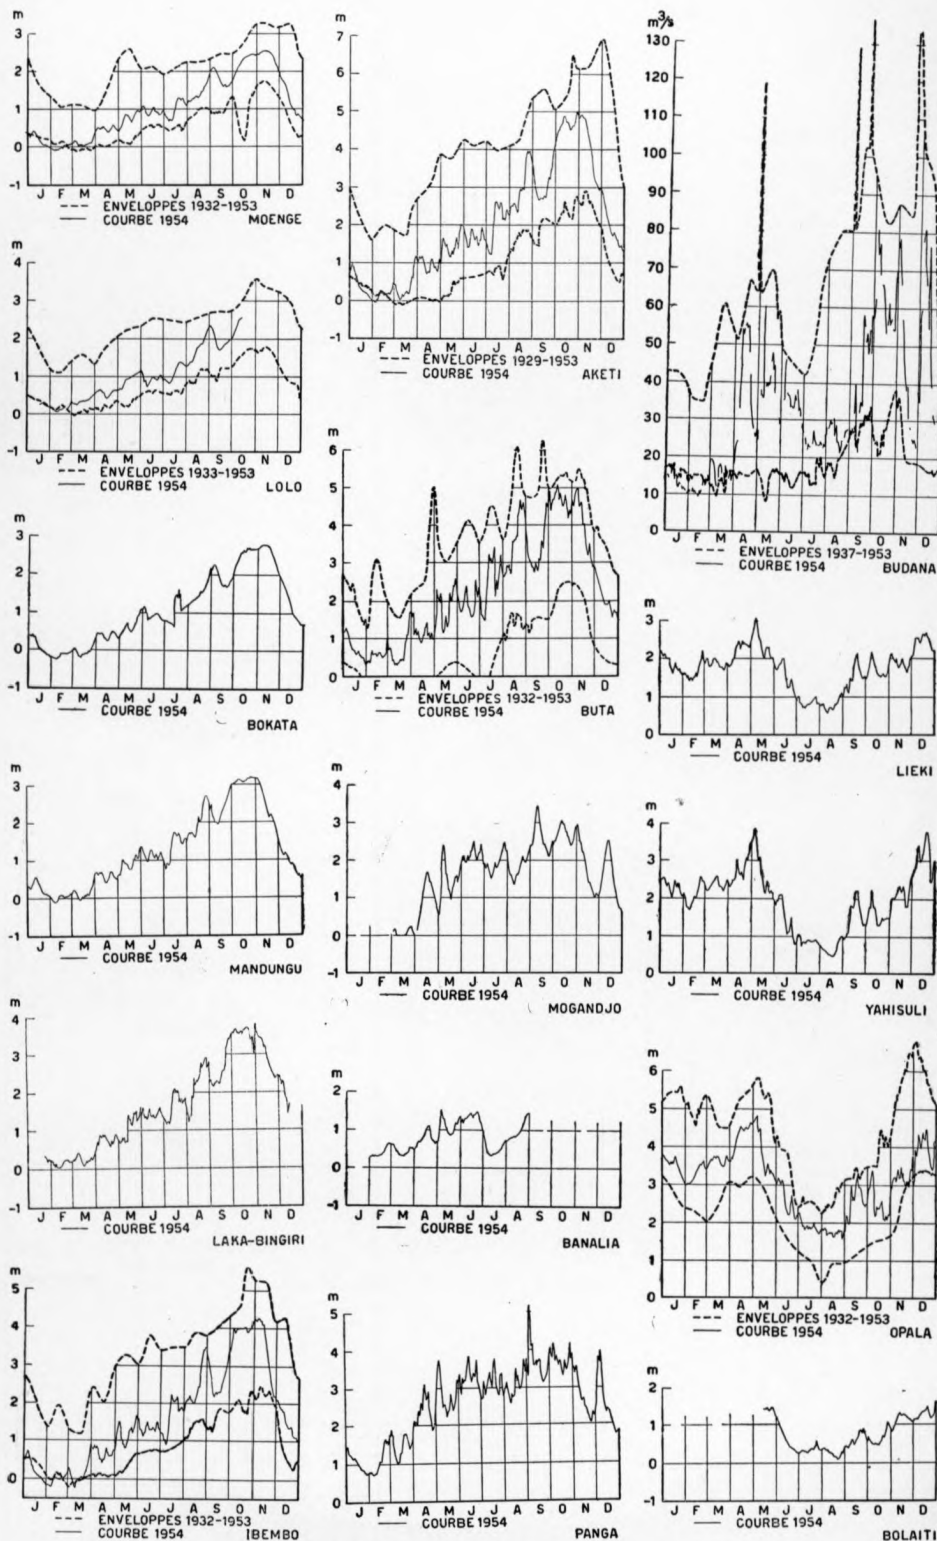 m
3
2
1
0
-1
J F M A M J J A S O N D
--- ENVELOPPES 1932-1953
— COURBE 1954
MOENGE
m
4
3
2
1
0
-1
J F M A M J J A S O N D
--- ENVELOPPES 1933-1953
— COURBE 1954
LOLO
m
3
2
1
0
-1
J F M A M J J A S O N D
— COURBE 1954
BOKATA
m
3
2
1
0
-1
J F M A M J J A S O N D
— COURBE 1954
MANDUNGU
m
4
3
2
1
0
-1
J F M A M J J A S O N D
— COURBE 1954
LAKA-BINGIRI
m
5
4
3
2
1
0
J F M A M J J A S O N D
--- ENVELOPPES 1932-1953
— COURBE 1954
IBEMBO
m
7
6
5
4
3
2
1
0
-1
J F M A M J J A S O N D
--- ENVELOPPES 1929-1953
— COURBE 1954
AKETI
m
6
5
4
3
2
1
0
J F M A M J J A S O N D
--- ENVELOPPES 1932-1953
— COURBE 1954
BUTA
m
4
3
2
1
0
-1
J F M A M J J A S O N D
— COURBE 1954
MOGANDJO
m
2
1
0
-1
J F M A M J J A S O N D
— COURBE 1954
BANALIA
m
5
4
3
2
1
0
J F M A M J J A S O N D
— COURBE 1954
PANGA
m³/s
130
120
110
100
90
80
70
60
50
40
30
20
10
0
J F M A M J J A S O N D
--- ENVELOPPES 1937-1953
— COURBE 1954
BUDANA
m
3
2
1
0
J F M A M J J A S O N D
— COURBE 1954
LIEKI
m
4
3
2
1
0
J F M A M J J A S O N D
— COURBE 1954
YAHISULI
m
6
5
4
3
2
1
0
J F M A M J J A S O N D
--- ENVELOPPES 1932-1953
— COURBE 1954
OPALA
m
2
1
0
-1
J F M A M J J A S O N D
— COURBE 1954
BOLAITI